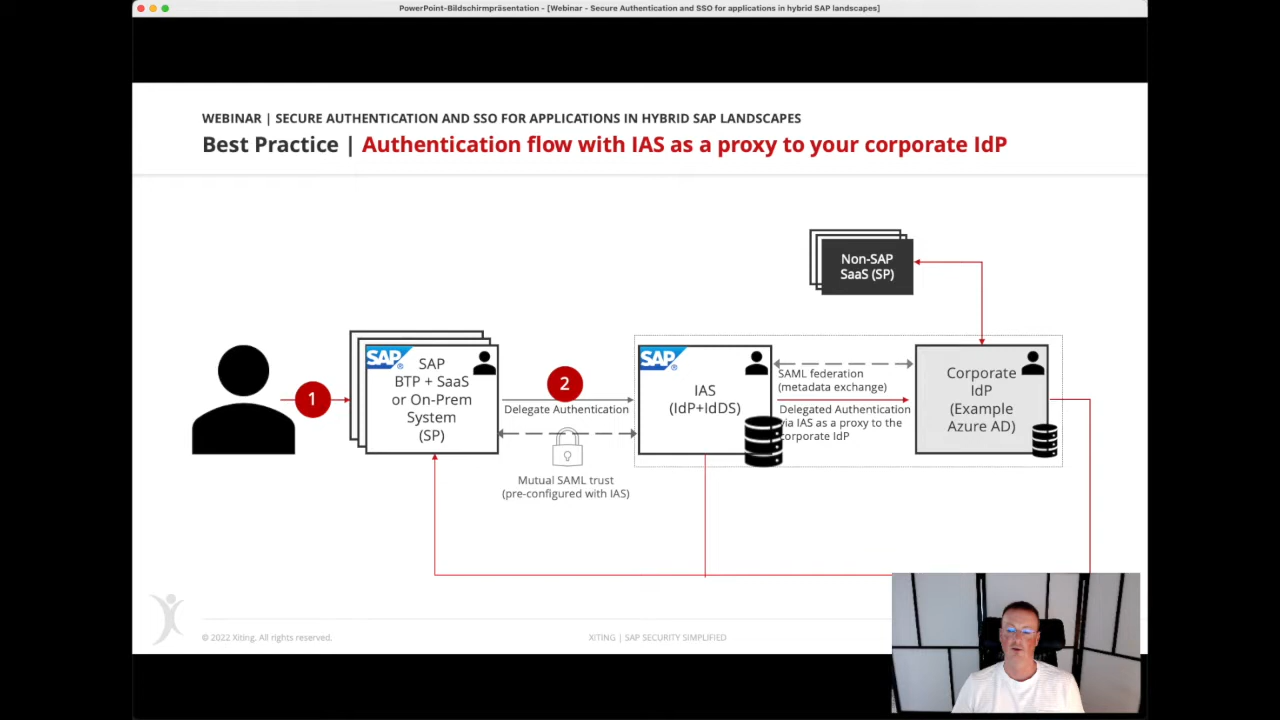 PowerPoint-Bildschirmpräsentation - [Webinar - Secure Authentication and SSO for applications in hybrid SAP landscapes]
WEBINAR | SECURE AUTHENTICATION AND SSO FOR APPLICATIONS IN HYBRID SAP LANDSCAPES
Best Practice | Authentication flow with IAS as a proxy to your corporate IdP
Non-SAP
SaaS (SP)
1
SAP
SAP
BTP + SaaS
or On-Prem
System
(SP)
2
Delegate Authentication
Mutual SAML trust
(pre-configured with IAS)
SAP
IAS
(IdP+IdDS)
SAML federation
(metadata exchange)
Delegated Authentication
via IAS as a proxy to the
corporate IdP
Corporate
IdP
(Example
Azure AD)
© 2022 Xiting. All rights reserved.
XITING | SAP SECURITY SIMPLIFIED